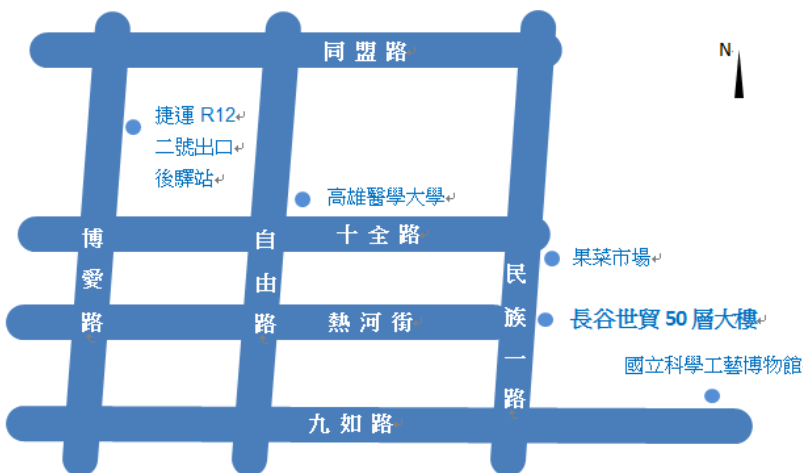 同盟路
N
捷運 R12
二號出口
後驛站
高雄醫學大學
十全路
博愛路
自由路
民族一路
果菜市場
熱河街
長谷世貿 50 層大樓
國立科學工藝博物館
九如路